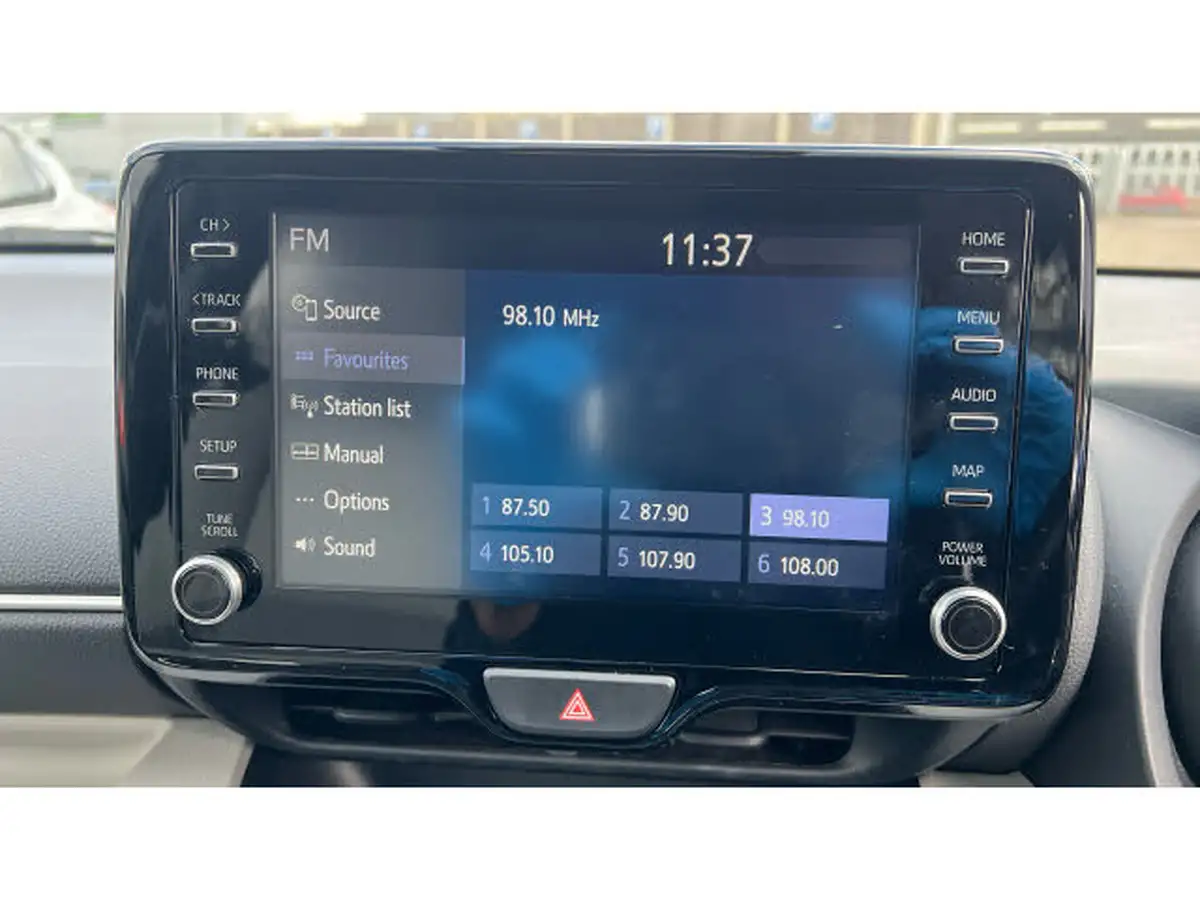 CH >
< TRACK
PHONE
SETUP
TUNE
SCROLL
FM
11:37
Source
Favourites
Station list
Manual
Options
Sound
98.10 MHz
1 87.50
2 87.90
3 98.10
4 105.10
5 107.90
6 108.00
HOME
MENU
AUDIO
MAP
POWER
VOLUME